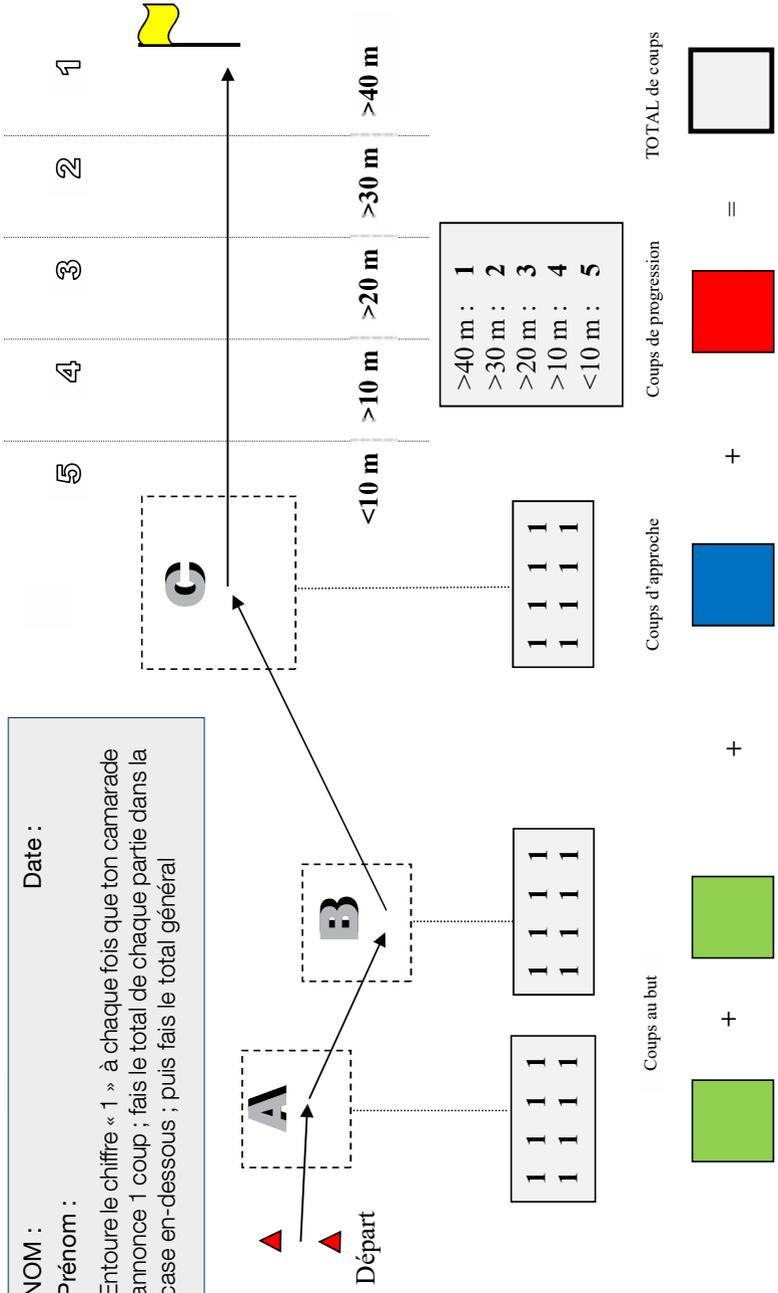 NOM :
Date :
Prénom :
Entoure le chiffre « 1 » à chaque fois que ton camarade
annonce 1 coup ; fais le total de chaque partie dans la
case en-dessous ; puis fais le total général
5 4 3 2 1
C
B
A
Départ
<10 m >10 m >20 m >30 m >40 m
>40 m : 1
>30 m : 2
>20 m : 3
>10 m : 4
<10 m : 5
1 1 1 1
1 1 1 1
1 1 1 1
1 1 1 1
1 1 1 1
1 1 1 1
Coups au but
Coups d'approche
Coups de progression
TOTAL de coups
+ + + =